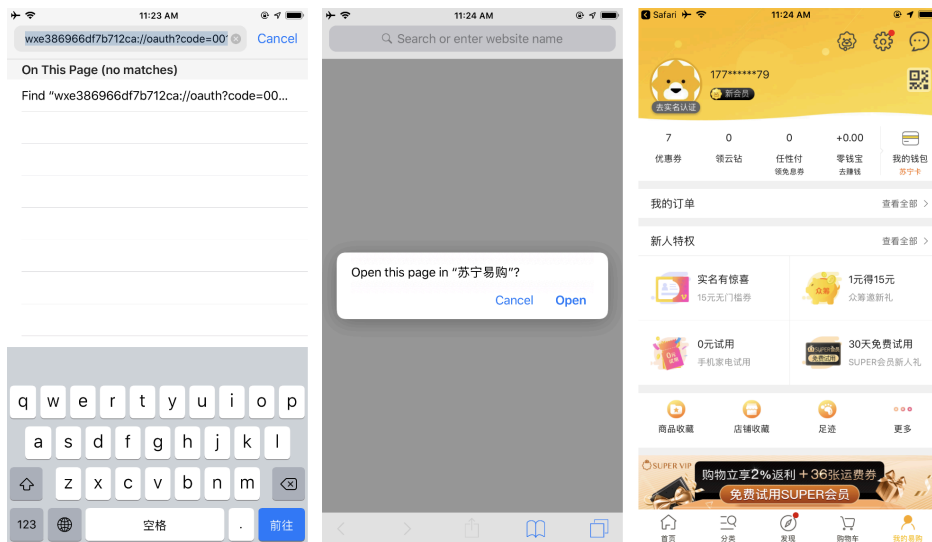 11:23 AM
wxe386966df7b712ca://oauth?code=001
Cancel
On This Page (no matches)
Find “wxe386966df7b712ca://oauth?code=00...
q w e r t y u i o p
a s d f g h j k l
z x c v b n m
123 空格 . 前往
11:24 AM
Search or enter website name
Open this page in “苏宁易购”?
Cancel Open
Safari 11:24 AM
177******79
新会员
去实名认证
7 0 0 +0.00
优惠券 领云钻 任性付 零钱宝 我的钱包
领免息券 去赚钱 苏宁卡
我的订单 查看全部
新人特权 查看全部
实名有惊喜 1元得15元
15元无门槛券 众筹邀新礼
众筹
0元试用 30天免费试用
手机家电试用 SUPER会员新人礼
商品收藏 店铺收藏 足迹 更多
SUPER VIP
购物立享2%返利+36张运费券
免费试用SUPER会员
首页 分类 发现 购物车 我的易购